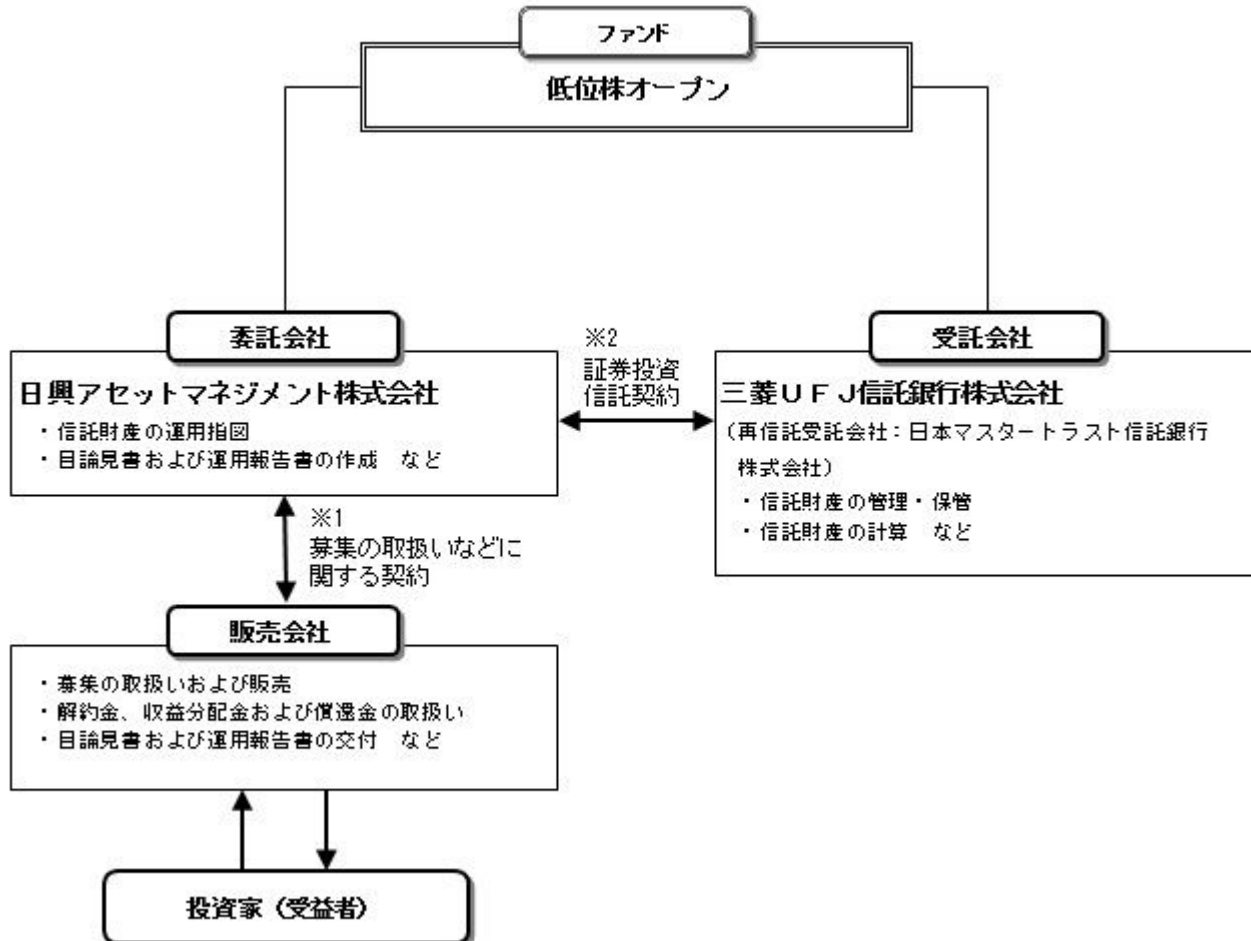 ファンド
低位株オープン
委託会社
日興アセットマネジメント株式会社
・信託財産の運用指図
・目論見書および運用報告書の作成　など
※2
証券投資
信託契約
受託会社
三菱ＵＦＪ信託銀行株式会社
（再信託受託会社：日本マスタートラスト信託銀行
株式会社）
・信託財産の管理・保管
・信託財産の計算　など
※1
募集の取扱いなどに
関する契約
販売会社
・募集の取扱いおよび販売
・解約金、収益分配金および償還金の取扱い
・目論見書および運用報告書の交付　など
投資家（受益者）